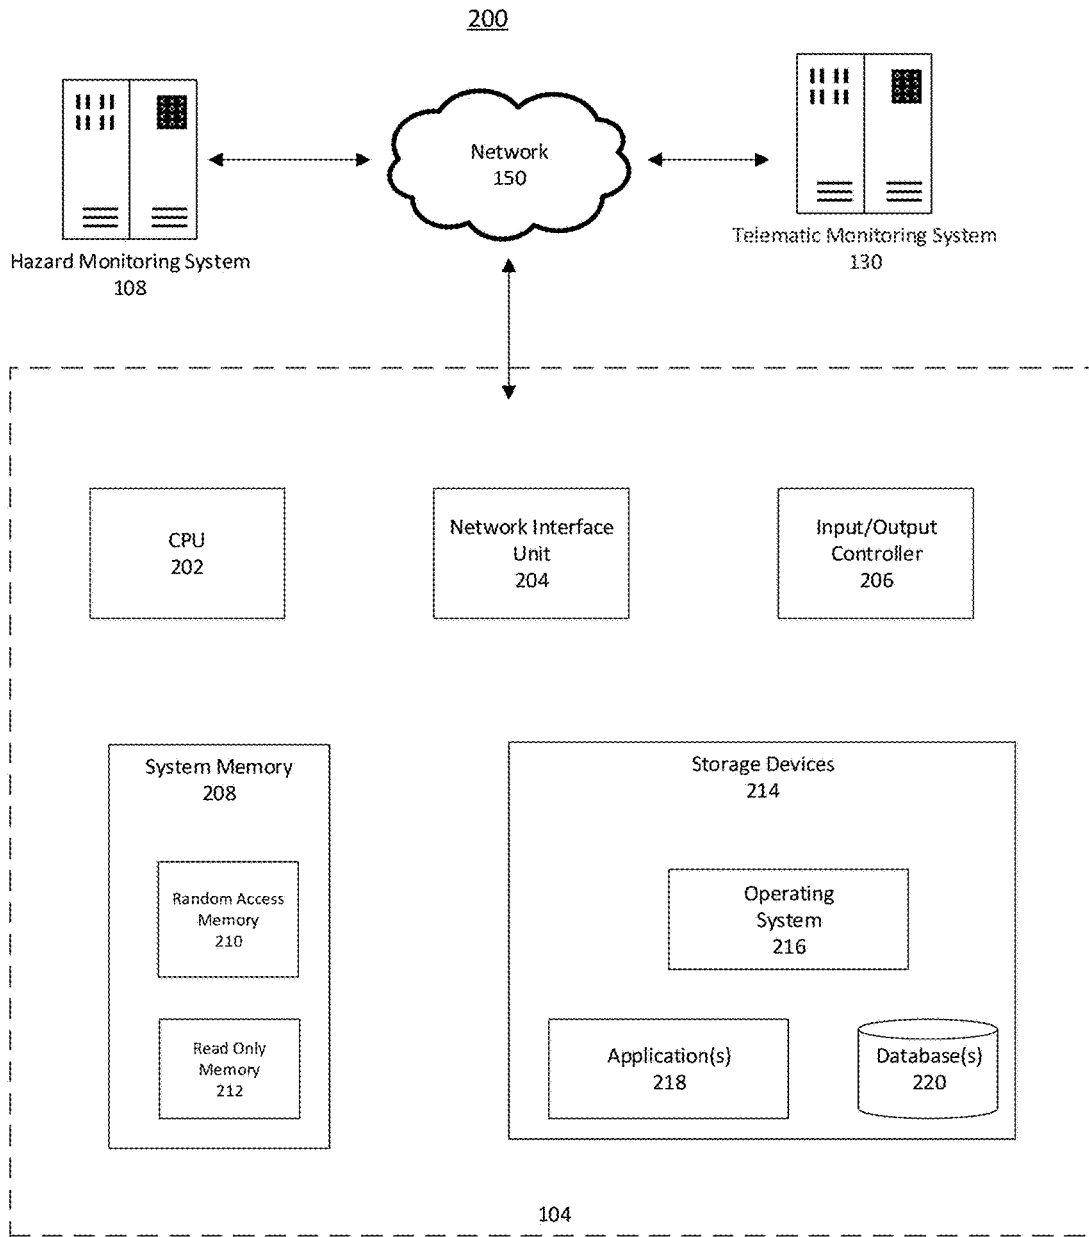 200
Network
150
Hazard Monitoring System
108
Telematic Monitoring System
130
CPU
202
Network Interface
Unit
204
Input/Output
Controller
206
System Memory
208
Random Access
Memory
210
Read Only
Memory
212
Storage Devices
214
Operating
System
216
Application(s)
218
Database(s)
220
104